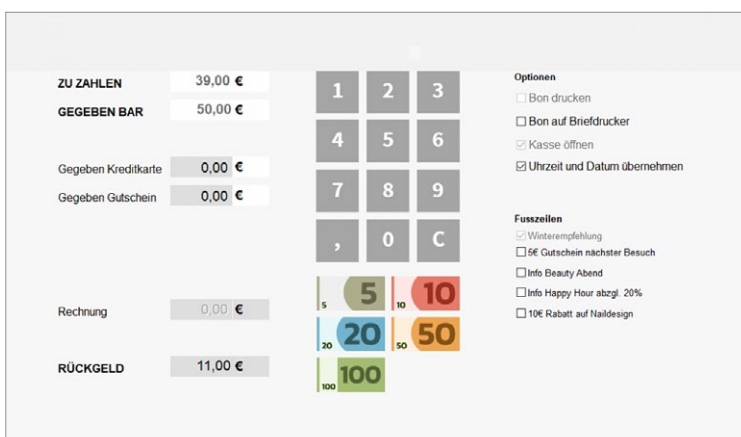 ZU ZAHLEN 39,00 €
GEGEBEN BAR 50,00 €
Gegeben Kreditkarte 0,00 €
Gegeben Gutschein 0,00 €
Rechnung 0,00 €
RÜCKGELD 11,00 €
1 2 3
4 5 6
7 8 9
, 0 C
5 5 10 10
20 20 50 50
100 100
Optionen
Bon drucken
Bon auf Briefdrucker
Kasse öffnen
Uhrzeit und Datum übernehmen
Fusszeilen
Winterempfehlung
5€ Gutschein nächster Besuch
Info Beauty Abend
Info Happy Hour abzgl. 20%
10€ Rabatt auf Naildesign